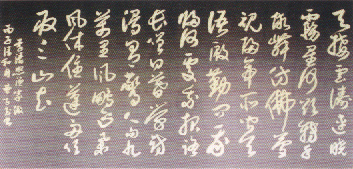 天接雲濤連曉
霧星河欲轉千
帆舞彷彿夢
魂歸帝所聞天
語殷勤問我
歸何處我報路
長嗟日暮學詩
謾有驚人句九
萬里風鵬正舉
風休住蓬舟吹
取三山去